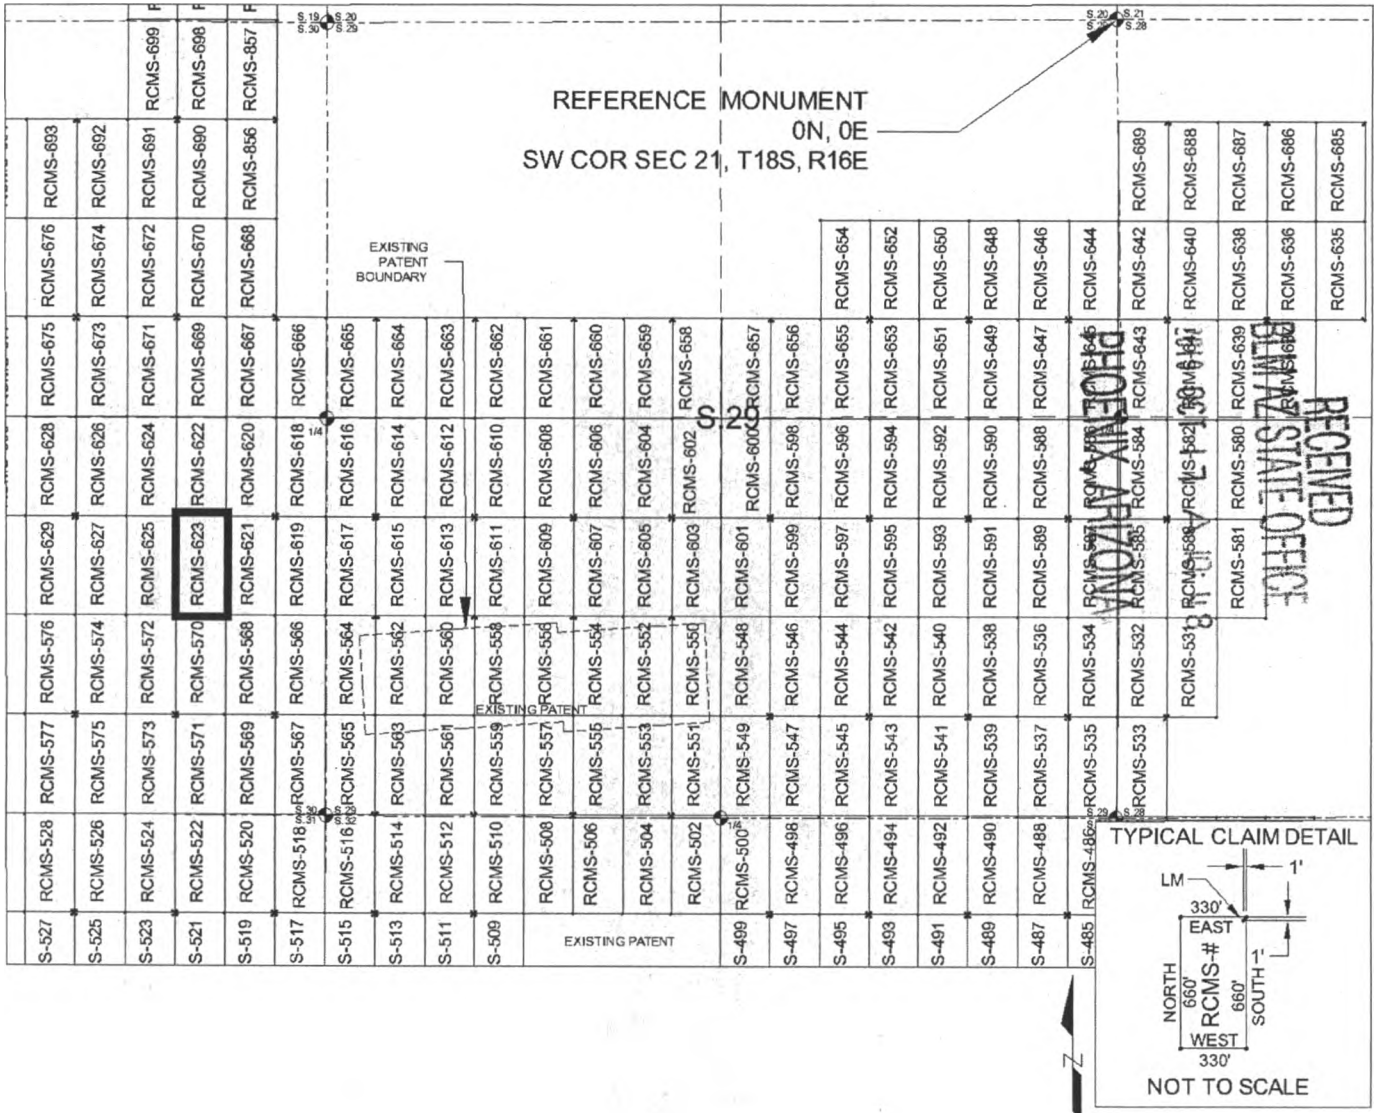 S.19 S.20
S.30 S.29
S.20 S.21
S.28
REFERENCE MONUMENT
0N, 0E
SW COR SEC 21, T18S, R16E
RCMS-699 RCMS-698 RCMS-857
RCMS-693 RCMS-692 RCMS-691 RCMS-690 RCMS-856 RCMS-689 RCMS-688 RCMS-687 RCMS-686 RCMS-685
EXISTING
PATENT
BOUNDARY
RCMS-676 RCMS-674 RCMS-672 RCMS-670 RCMS-668 RCMS-654 RCMS-652 RCMS-650 RCMS-648 RCMS-646 RCMS-644 RCMS-642 RCMS-640 RCMS-638 RCMS-636 RCMS-635
RCMS-675 RCMS-673 RCMS-671 RCMS-669 RCMS-667 RCMS-666 RCMS-665 RCMS-664 RCMS-663 RCMS-662 RCMS-661 RCMS-660 RCMS-659 RCMS-658 RCMS-657 RCMS-656 RCMS-655 RCMS-653 RCMS-651 RCMS-649 RCMS-647 RCMS-645 RCMS-643 RCMS-641 RCMS-639
S.29
1/4
RCMS-628 RCMS-626 RCMS-624 RCMS-622 RCMS-620 RCMS-618 RCMS-616 RCMS-614 RCMS-612 RCMS-610 RCMS-608 RCMS-606 RCMS-604 RCMS-602 RCMS-600 RCMS-598 RCMS-596 RCMS-594 RCMS-592 RCMS-590 RCMS-588 RCMS-586 RCMS-584 RCMS-582 RCMS-580
RCMS-629 RCMS-627 RCMS-625 RCMS-623 RCMS-621 RCMS-619 RCMS-617 RCMS-615 RCMS-613 RCMS-611 RCMS-609 RCMS-607 RCMS-605 RCMS-603 RCMS-601 RCMS-599 RCMS-597 RCMS-595 RCMS-593 RCMS-591 RCMS-589 RCMS-587 RCMS-585 RCMS-581
RECEIVED
BLM AZ STATE OFFICE
PHOENIX, ARIZONA
RCMS-576 RCMS-574 RCMS-572 RCMS-570 RCMS-568 RCMS-566 RCMS-564 RCMS-562 RCMS-560 RCMS-558 RCMS-556 RCMS-554 RCMS-552 RCMS-550 RCMS-548 RCMS-546 RCMS-544 RCMS-542 RCMS-540 RCMS-538 RCMS-536 RCMS-534 RCMS-532 RCMS-531
EXISTING PATENT
RCMS-577 RCMS-575 RCMS-573 RCMS-571 RCMS-569 RCMS-567 RCMS-565 RCMS-563 RCMS-561 RCMS-559 RCMS-557 RCMS-555 RCMS-553 RCMS-551 RCMS-549 RCMS-547 RCMS-545 RCMS-543 RCMS-541 RCMS-539 RCMS-537 RCMS-535 RCMS-533
S.30 S.29
S.31 S.32
1/4
S.29 S.28
RCMS-528 RCMS-526 RCMS-524 RCMS-522 RCMS-520 RCMS-518 RCMS-516 RCMS-514 RCMS-512 RCMS-510 RCMS-508 RCMS-506 RCMS-504 RCMS-502 RCMS-500 RCMS-498 RCMS-496 RCMS-494 RCMS-492 RCMS-490 RCMS-488 RCMS-486
S-527 S-525 S-523 S-521 S-519 S-517 S-515 S-513 S-511 S-509 EXISTING PATENT S-499 S-497 S-495 S-493 S-491 S-489 S-487 S-485
TYPICAL CLAIM DETAIL
1'
LM
330'
EAST
NORTH
660'
RCMS-#
660'
SOUTH
1'
WEST
330'
NOT TO SCALE
N